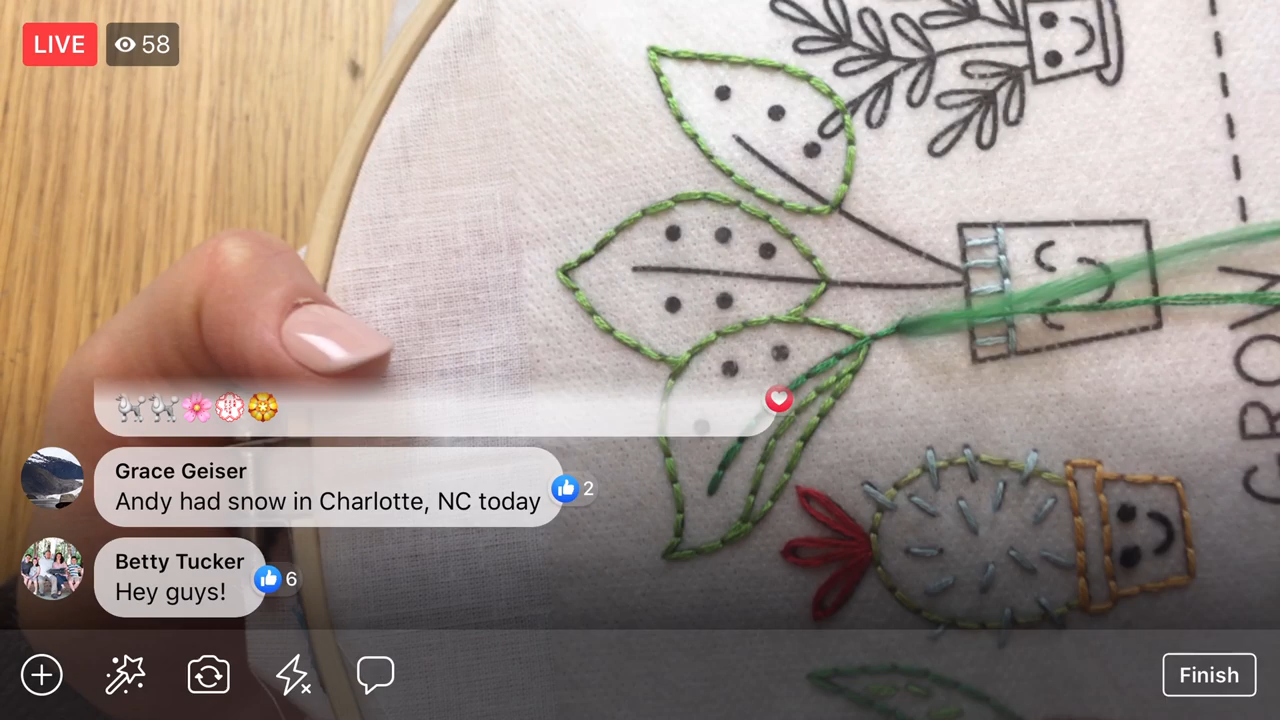 LIVE 58
Grace Geiser
Andy had snow in Charlotte, NC today
2
Betty Tucker
Hey guys!
6
Finish
GROW